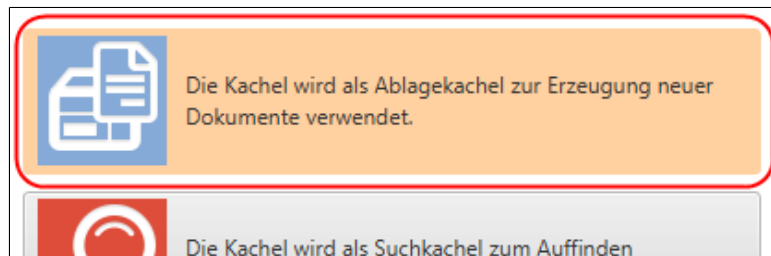 Die Kachel wird als Ablagekachel zur Erzeugung neuer
Dokumente verwendet.
Die Kachel wird als Suchkachel zum Auffinden